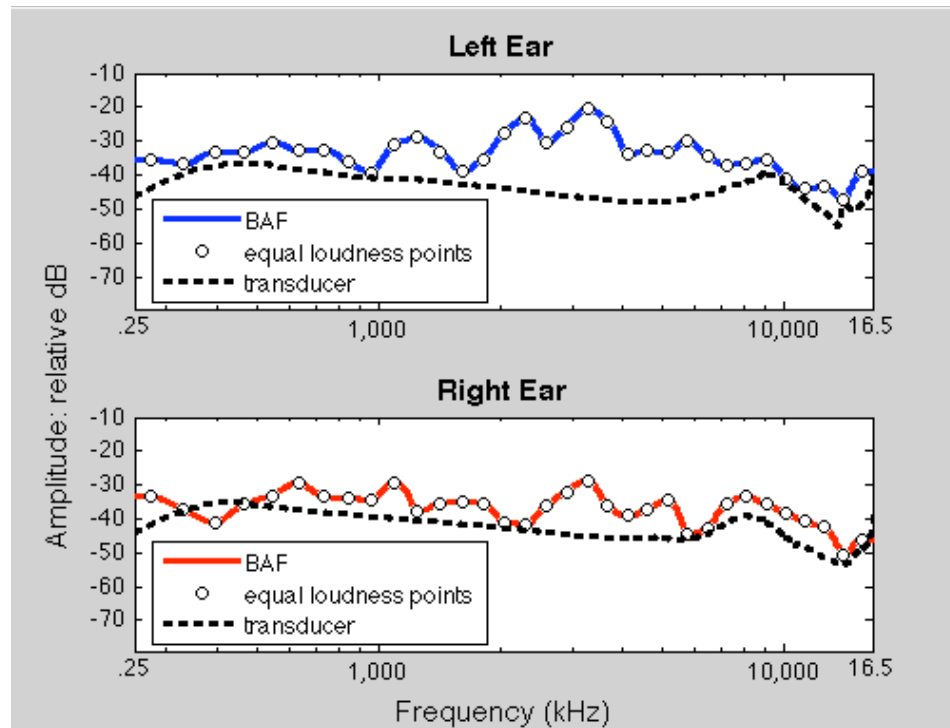 Left Ear
-10
-20
-30
-40
-50
-60
-70
BAF
equal loudness points
transducer
.25
1,000
10,000
16.5
Amplitude: relative dB
Right Ear
-10
-20
-30
-40
-50
-60
-70
BAF
equal loudness points
transducer
.25
1,000
10,000
16.5
Frequency (kHz)